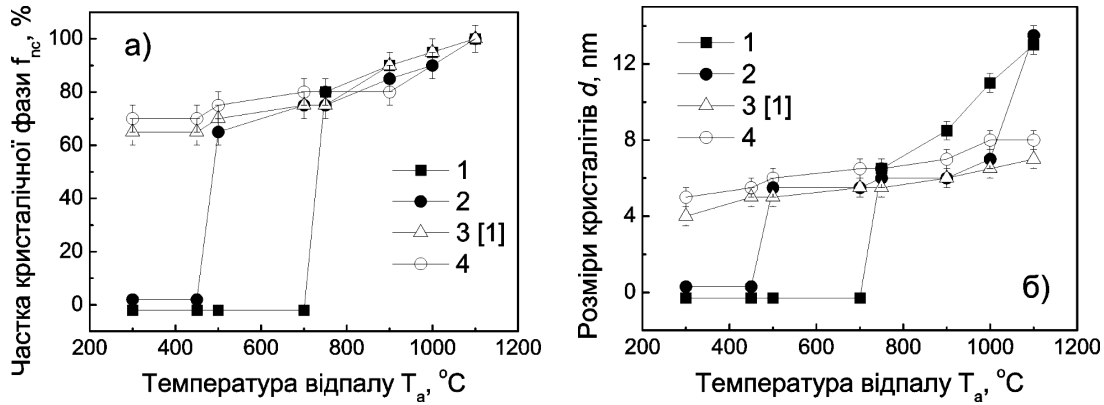 Частка кристалічної фази f_nc, %
100
80
60
40
20
0
а)
1
2
3 [1]
4
200 400 600 800 1000 1200
Температура відпалу T_a, °C
Розміри кристалітів d, nm
12
8
4
0
1
2
3 [1]
4
б)
200 400 600 800 1000 1200
Температура відпалу T_a, °C